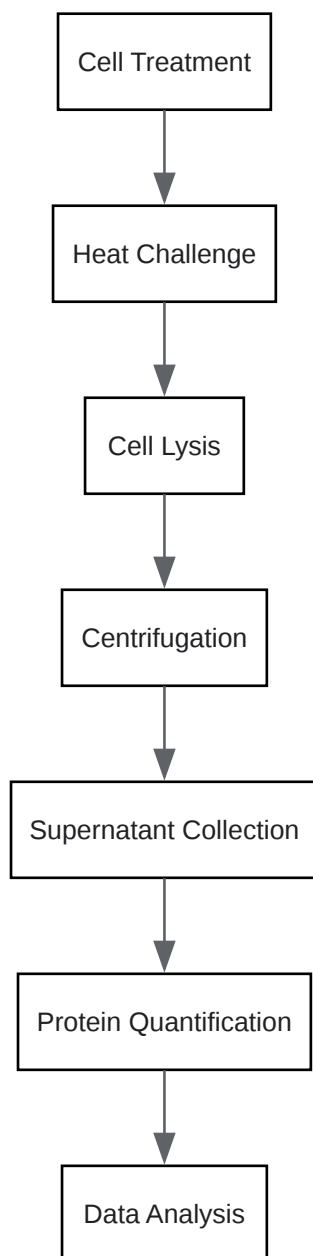 Cell Treatment
Heat Challenge
Cell Lysis
Centrifugation
Supernatant Collection
Protein Quantification
Data Analysis